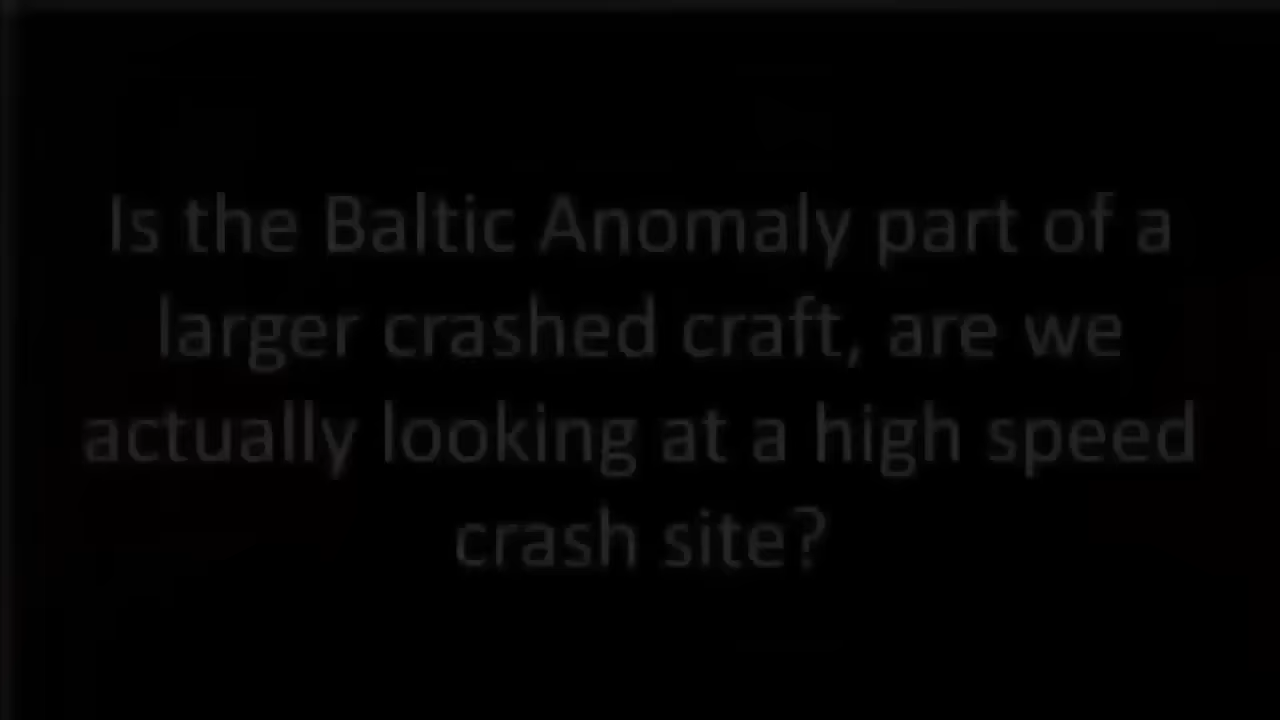 Is the Baltic Anomaly part of a
larger crashed craft, are we
actually looking at a high speed
crash site?